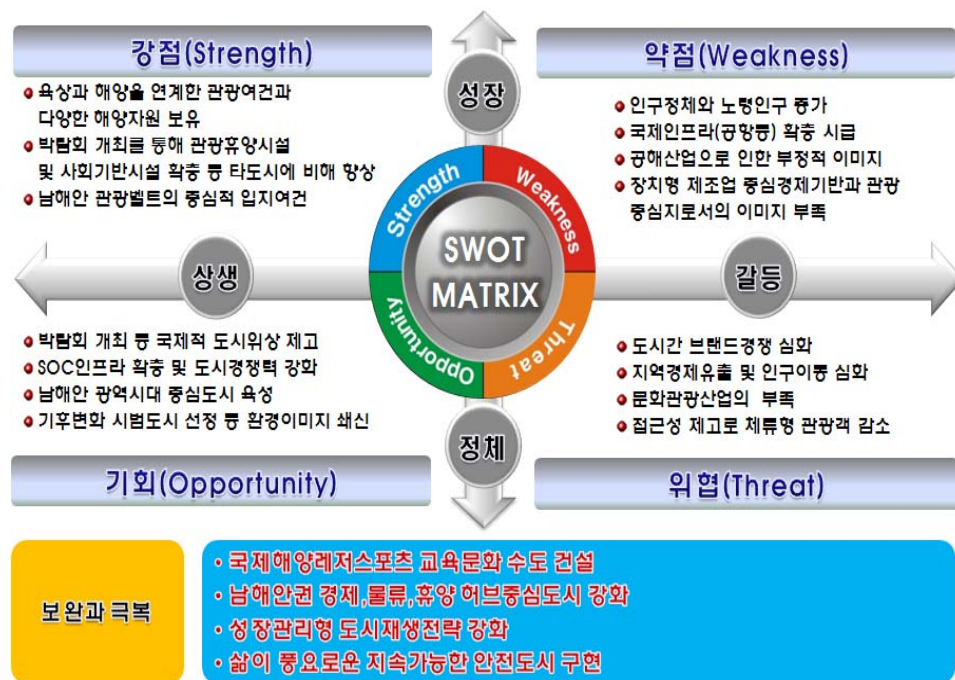 강점(Strength)
• 육상과 해양을 연계한 관광여건과
다양한 해양자원 보유
• 박람회 개최를 통해 관광휴양시설
및 사회기반시설 확충 등 타도시에 비해 향상
• 남해안 관광벨트의 중심적 입지여건
성장
약점(Weakness)
• 인구정체와 노령인구 증가
• 국제인프라(공항등) 확충 시급
• 공해산업으로 인한 부정적 이미지
• 장치형 제조업 중심경제기반과 관광
중심지로서의 이미지 부족
Strength
Weakness
상생
SWOT
MATRIX
갈등
Opportunity
Threat
• 박람회 개최 등 국제적 도시위상 제고
• SOC인프라 확충 및 도시경쟁력 강화
• 남해안 광역시대 중심도시 육성
• 기후변화 시범도시 선정 등 환경이미지 쇄신
기회(Opportunity)
정체
• 도시간 브랜드경쟁 심화
• 지역경제유출 및 인구이동 심화
• 문화관광산업의 부족
• 접근성 제고로 체류형 관광객 감소
위협(Threat)
보완과 극복
• 국제해양레저스포츠 교육문화 수도 건설
• 남해안권 경제,물류,휴양 허브중심도시 강화
• 성장관리형 도시재생전략 강화
• 삶이 풍요로운 지속가능한 안전도시 구현